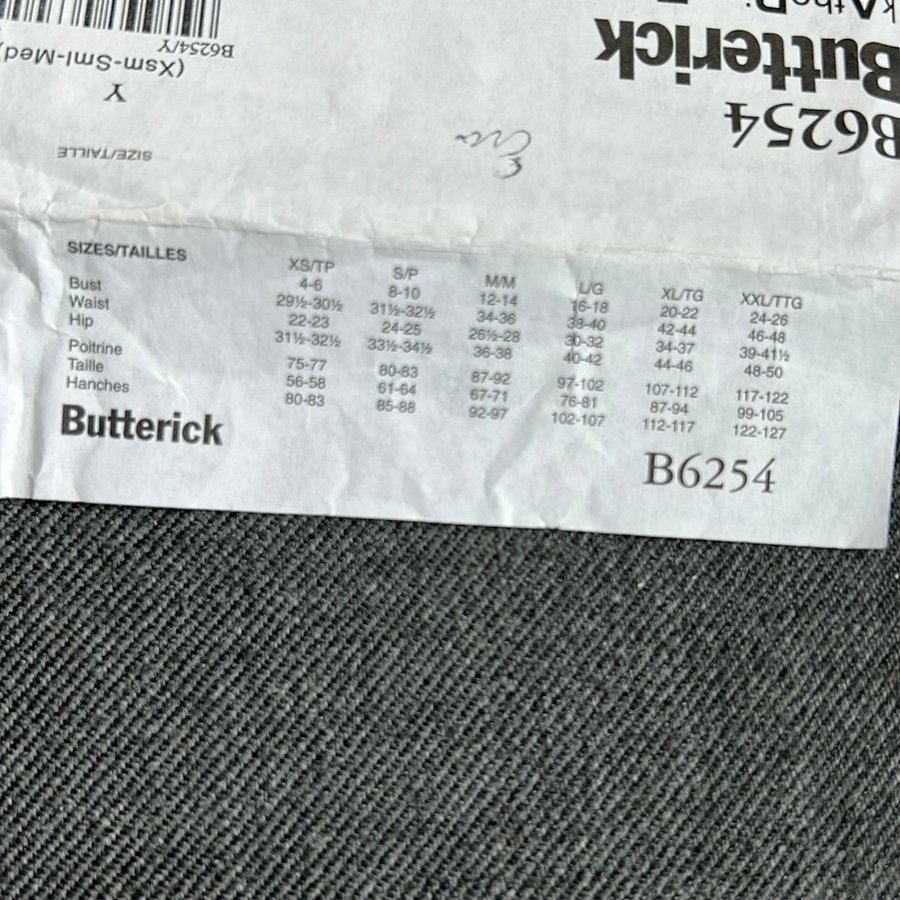 B6254/Y
(Xsm-Sml-Med)
Y
SIZE/TAILLE
Butterick
B6254
SIZES/TAILLES XS/TP S/P M/M L/G XL/TG XXL/TTG
4-6 8-10 12-14 16-18 20-22 24-26
Bust 29½-30½ 31½-32½ 34-36 38-40 42-44 46-48
Waist 22-23 24-25 26½-28 30-32 34-37 39-41½
Hip 31½-32½ 33½-34½ 36-38 40-42 44-46 48-50
Poitrine 75-77 80-83 87-92 97-102 107-112 117-122
Taille 56-58 61-64 67-71 76-81 87-94 99-105
Hanches 80-83 85-88 92-97 102-107 112-117 122-127
Butterick
B6254